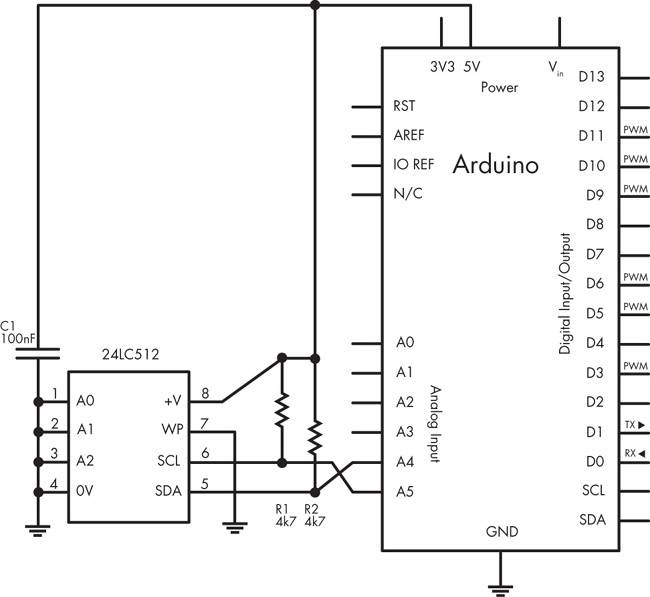 3V3 5V Vin
Power
Arduino
RST
AREF
IO REF
N/C
A0
A1
A2
A3
A4
A5
Analog Input
D13
D12
D11 PWM
D10 PWM
D9 PWM
D8
D7
D6 PWM
D5 PWM
D4
D3 PWM
D2
D1 TX ▶
D0 RX ◀
SCL
SDA
Digital Input/Output
GND
C1
100nF
24LC512
1 A0 +V 8
2 A1 WP 7
3 A2 SCL 6
4 0V SDA 5
R1 R2
4k7 4k7